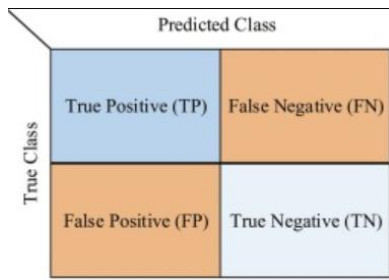 Predicted Class
True Class
True Positive (TP)
False Negative (FN)
False Positive (FP)
True Negative (TN)